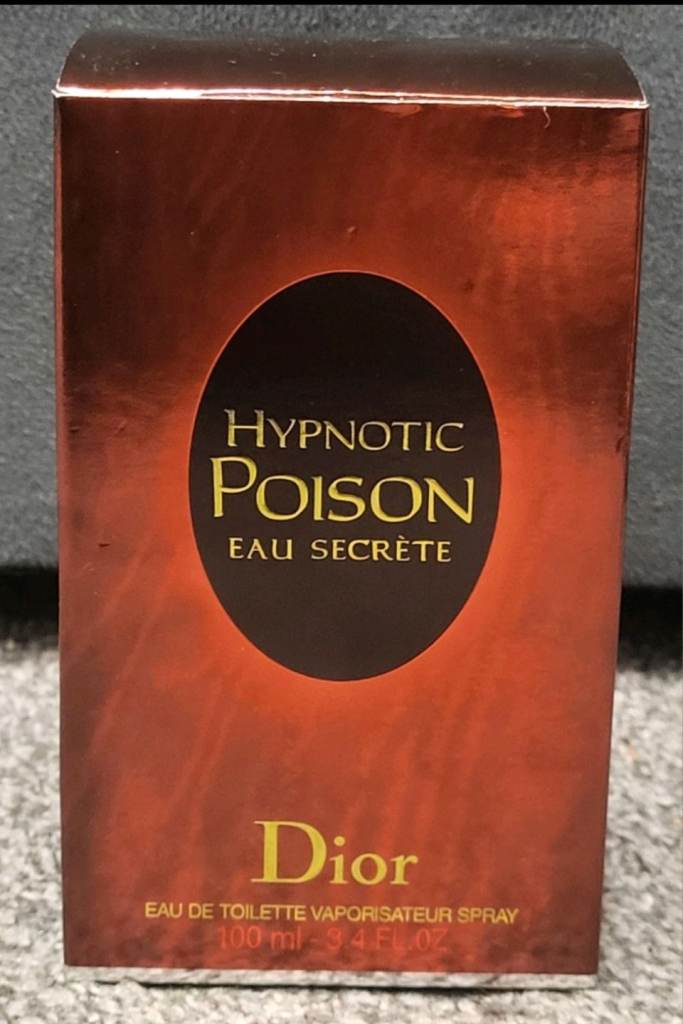 HYPNOTIC
POISON
EAU SECRÈTE
Dior
EAU DE TOILETTE VAPORISATEUR SPRAY
100 ml - 3.4 FL.OZ